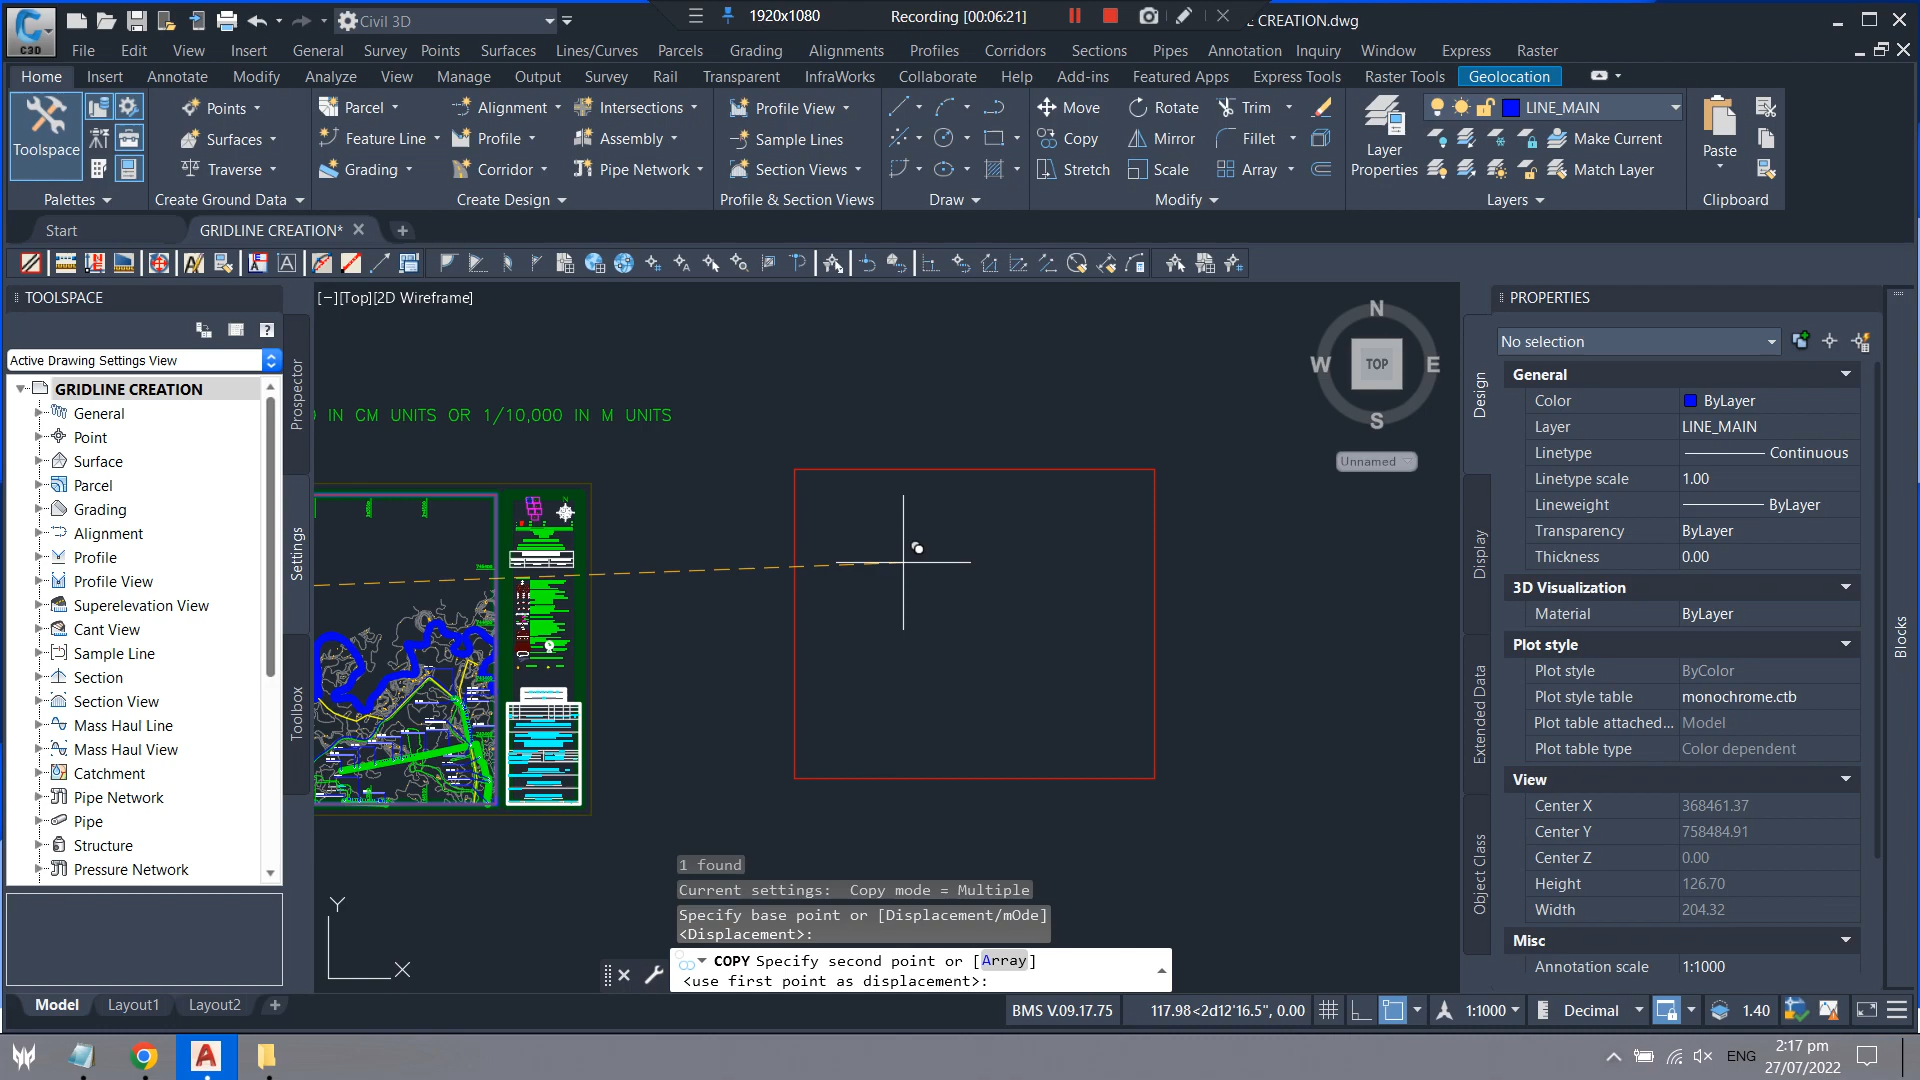 1920x1080 Recording [00:06:21] E CREATION.dwg
C3D
Civil 3D
File Edit View Insert General Survey Points Surfaces Lines/Curves Parcels Grading Alignments Profiles Corridors Sections Pipes Annotation Inquiry Window Express Raster
Home Insert Annotate Modify Analyze View Manage Output Survey Rail Transparent InfraWorks Collaborate Help Add-ins Featured Apps Express Tools Raster Tools Geolocation
Toolspace
Palettes
Points
Surfaces
Traverse
Create Ground Data
Parcel
Feature Line
Grading
Alignment
Profile
Corridor
Intersections
Assembly
Pipe Network
Create Design
Profile View
Sample Lines
Section Views
Profile & Section Views
Draw
Move
Copy
Stretch
Rotate
Mirror
Scale
Trim
Fillet
Array
Modify
Layer
Properties
LINE_MAIN
Make Current
Match Layer
Layers
Paste
Clipboard
Start GRIDLINE CREATION*
TOOLSPACE
Active Drawing Settings View
GRIDLINE CREATION
General
Point
Surface
Parcel
Grading
Alignment
Profile
Profile View
Superelevation View
Cant View
Sample Line
Section
Section View
Mass Haul Line
Mass Haul View
Catchment
Pipe Network
Pipe
Structure
Pressure Network
Prospector
Settings
Toolbox
[−][Top][2D Wireframe]
IN CM UNITS OR 1/10,000 IN M UNITS
N
W TOP E
S
Unnamed
Y
X
1 found
Current settings: Copy mode = Multiple
Specify base point or [Displacement/mOde]
<Displacement>:
COPY Specify second point or [Array]
<use first point as displacement>:
PROPERTIES
No selection
General
Color ByLayer
Layer LINE_MAIN
Linetype Continuous
Linetype scale 1.00
Lineweight ByLayer
Transparency ByLayer
Thickness 0.00
3D Visualization
Material ByLayer
Plot style
Plot style ByColor
Plot style table monochrome.ctb
Plot table attached... Model
Plot table type Color dependent
View
Center X 368461.37
Center Y 758484.91
Center Z 0.00
Height 126.70
Width 204.32
Misc
Annotation scale 1:1000
Design
Display
Extended Data
Object Class
Blocks
Model Layout1 Layout2
BMS V.09.17.75 117.98<2d12'16.5", 0.00 1:1000 Decimal 1.40
ENG
2:17 pm
27/07/2022